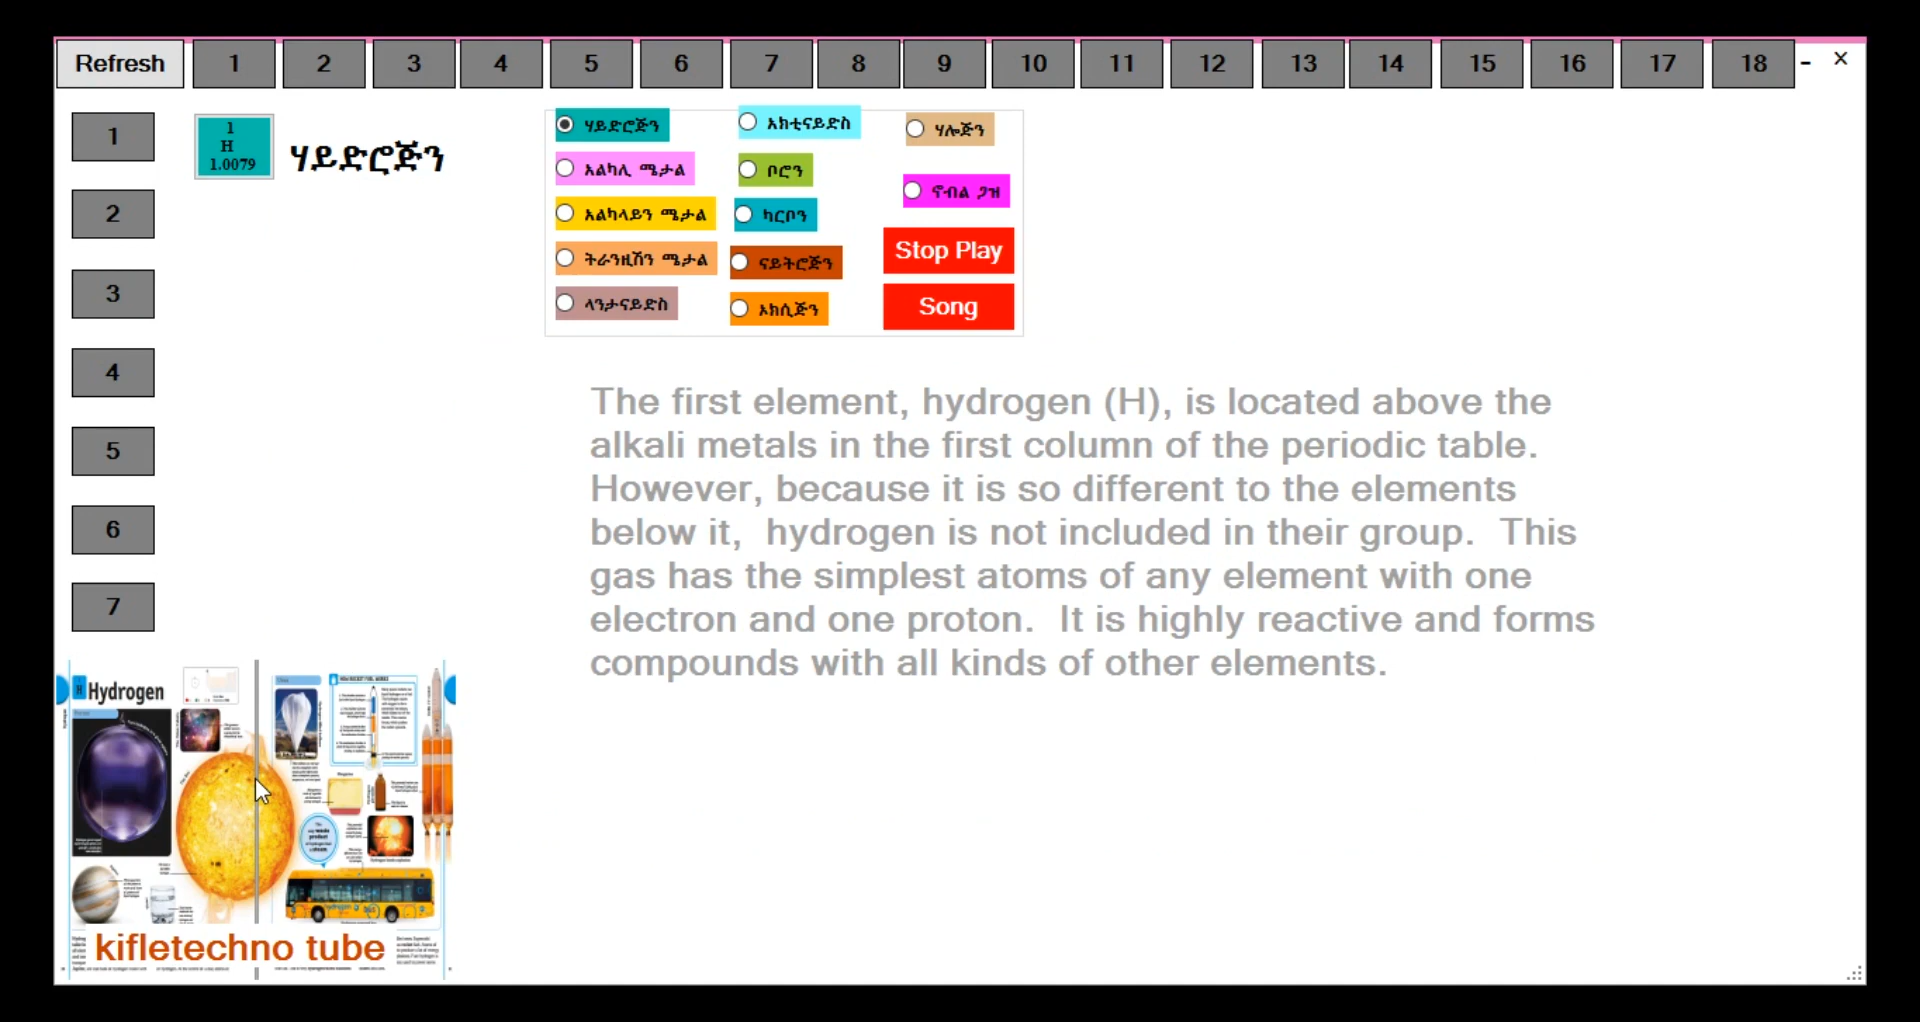 Refresh 1 2 3 4 5 6 7 8 9 10 11 12 13 14 15 16 17 18
1
2
3
4
5
6
7
1
H
1.0079
ሃይድሮጅን
ሃይድሮጅን
አልካሊ ሜታል
አልካላይን ሜታል
ትራንዚሽን ሜታል
ላንታናይድስ
አክቲናይድስ
ቦሮን
ካርቦን
ናይትሮጅን
ኦክሲጅን
ሃሎጅን
ኖብል ጋዝ
Stop Play
Song
The first element, hydrogen (H), is located above the
alkali metals in the first column of the periodic table.
However, because it is so different to the elements
below it, hydrogen is not included in their group. This
gas has the simplest atoms of any element with one
electron and one proton. It is highly reactive and forms
compounds with all kinds of other elements.
H Hydrogen
kifletechno tube